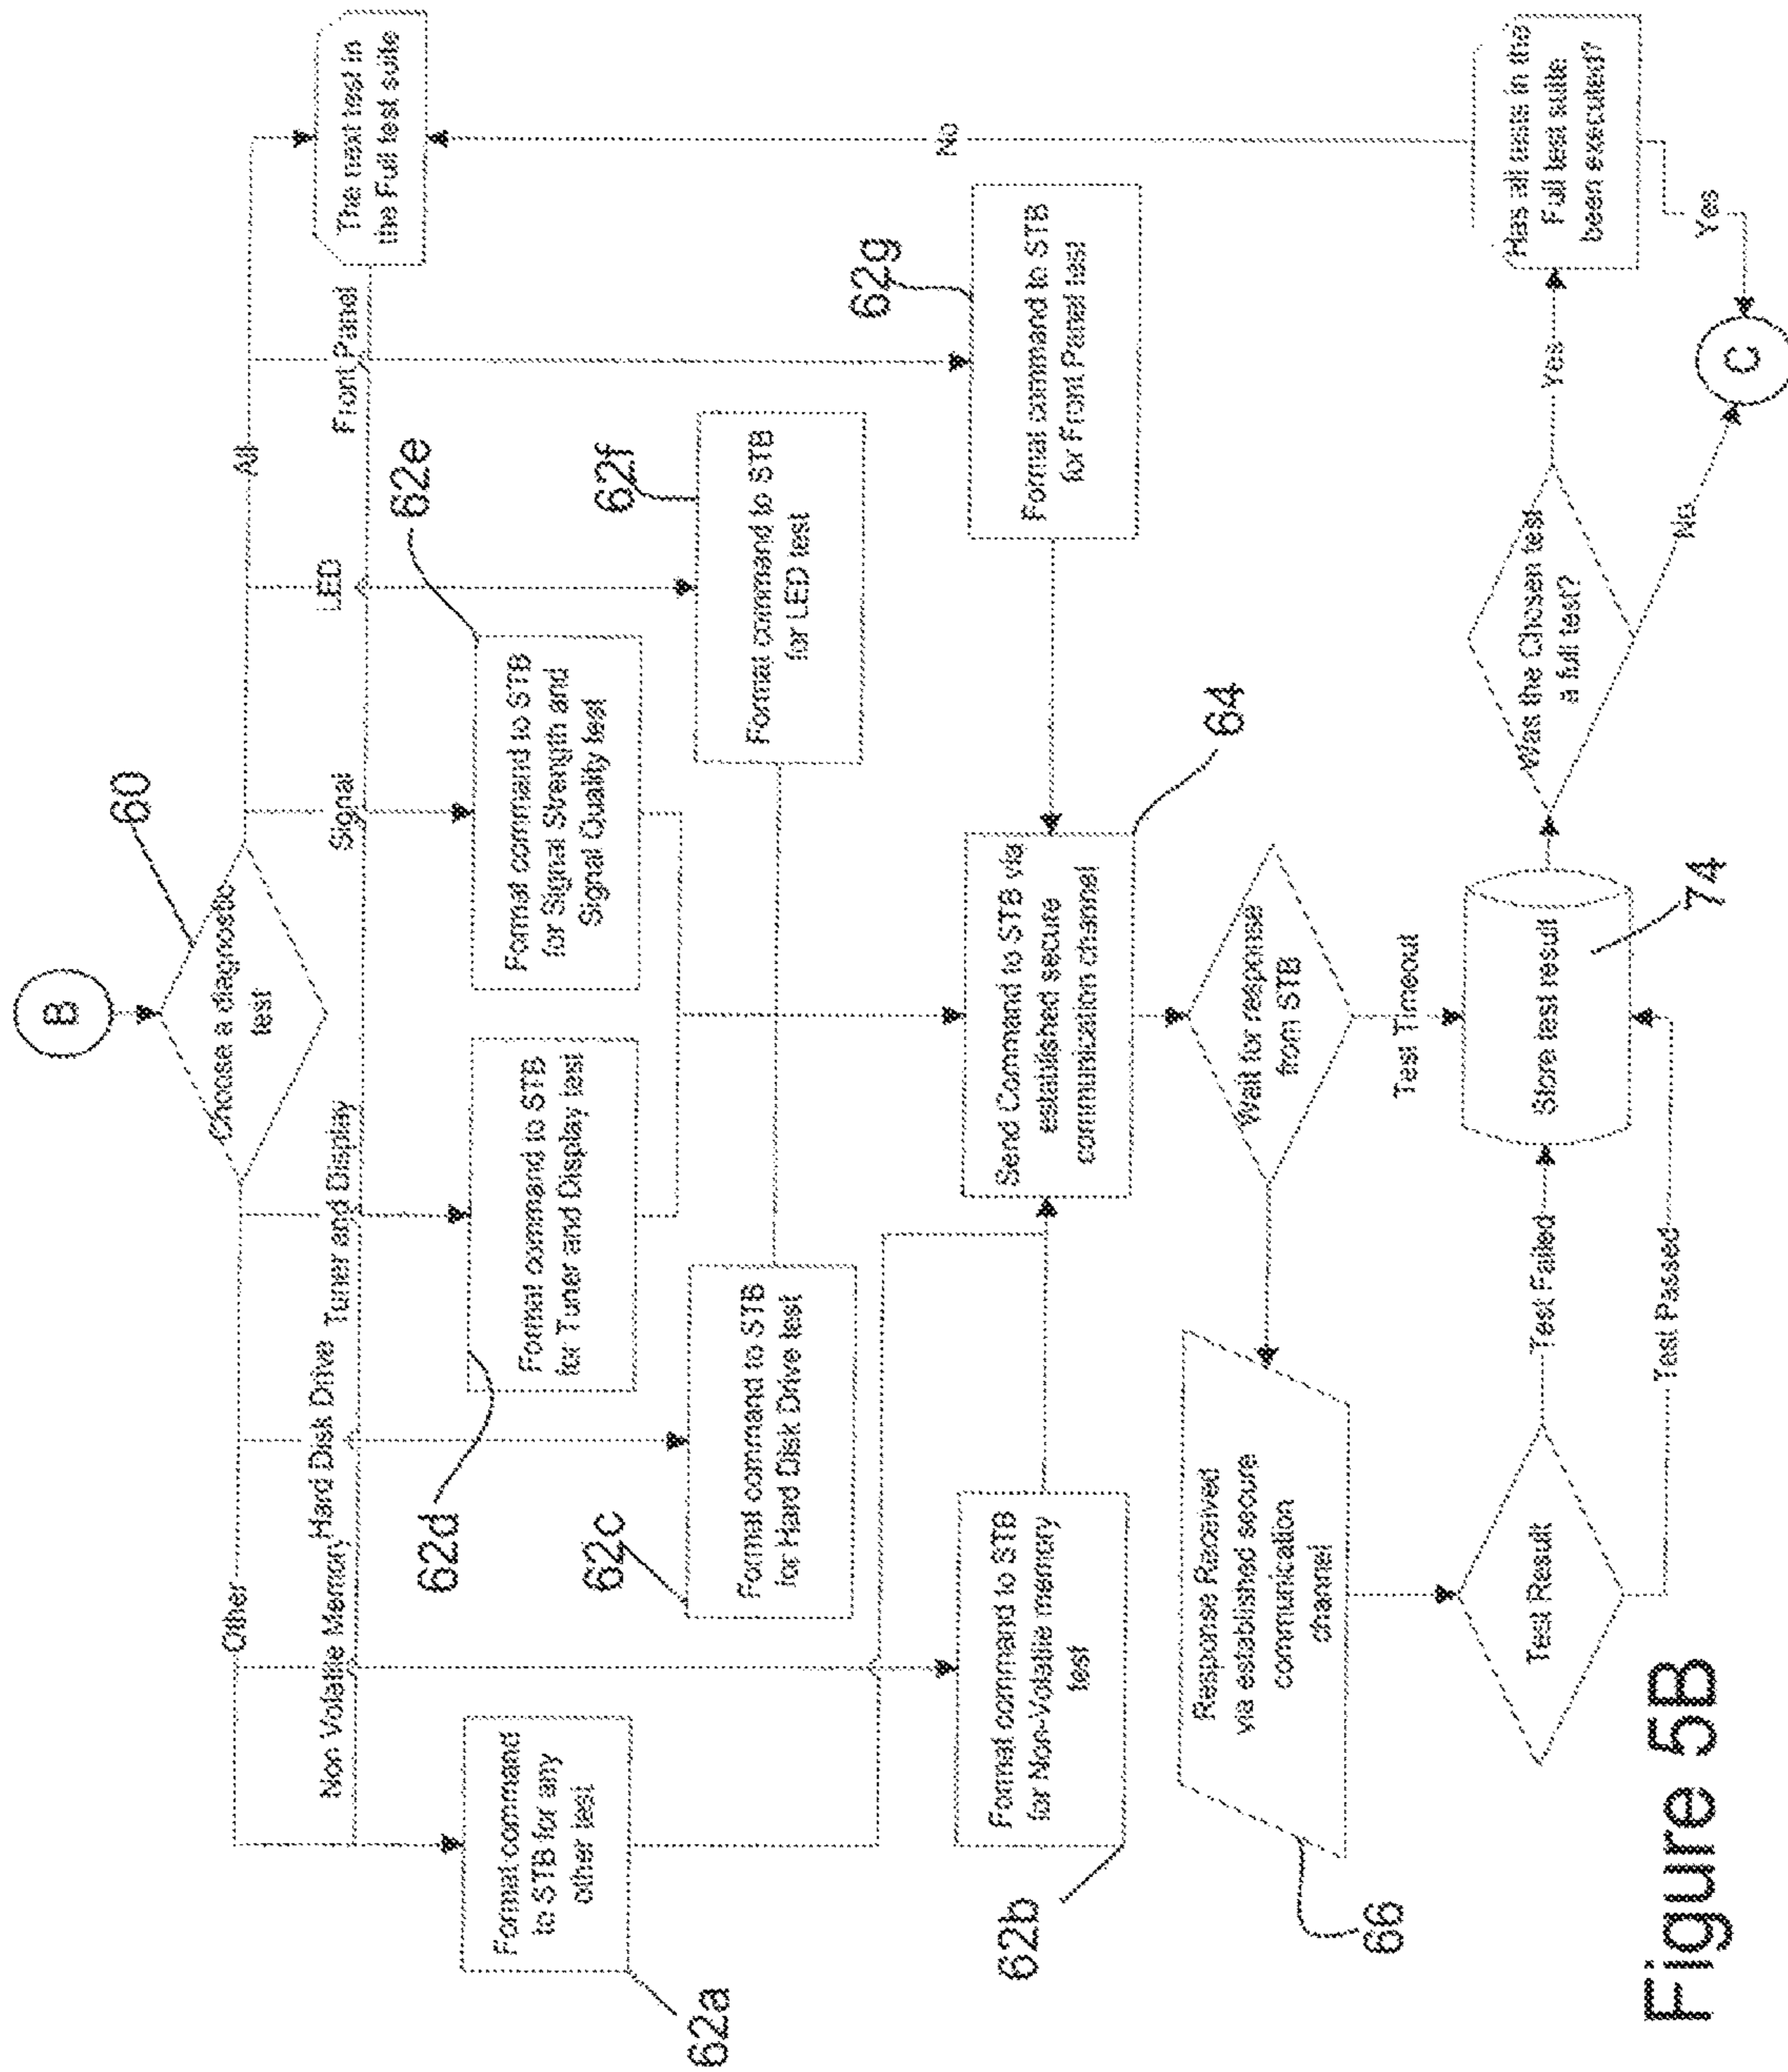 B
60
Choose a diagnostic
test
Other
All
Non Volatile Memory
Hard Disk Drive
Tuner and Display
Signal
LED
Front Panel
The next test in
the Full test suite
62a
Format command
to STB for any
other test
62d
Format command to STB
for Tuner and Display test
62e
Format command to STB
for Signal Strength and
Signal Quality test
62c
Format command to STB
for Hard Disk Drive test
62f
Format command to STB
for LED test
62b
Format command to STB
for Non-Volatile memory
test
Send Command to STB via
established secure
communication channel
64
62g
Format command to STB
for Front Panel test
No
66
Response Received
via established secure
communication
channel
Wait for response
from STB
Test Timeout
Test Result
Test Failed
Test Passed
Store test result
74
Was the Chosen test
a full test?
Yes
No
Has all tests in the
Full test suite
been executed?
Yes
C
Figure 5B